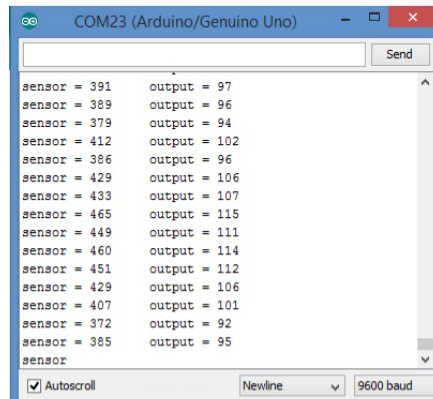 COM23 (Arduino/Genuino Uno)
Send
sensor = 391 output = 97
sensor = 389 output = 96
sensor = 379 output = 94
sensor = 412 output = 102
sensor = 386 output = 96
sensor = 429 output = 106
sensor = 433 output = 107
sensor = 465 output = 115
sensor = 449 output = 111
sensor = 460 output = 114
sensor = 451 output = 112
sensor = 429 output = 106
sensor = 407 output = 101
sensor = 372 output = 92
sensor = 385 output = 95
sensor
Autoscroll Newline 9600 baud